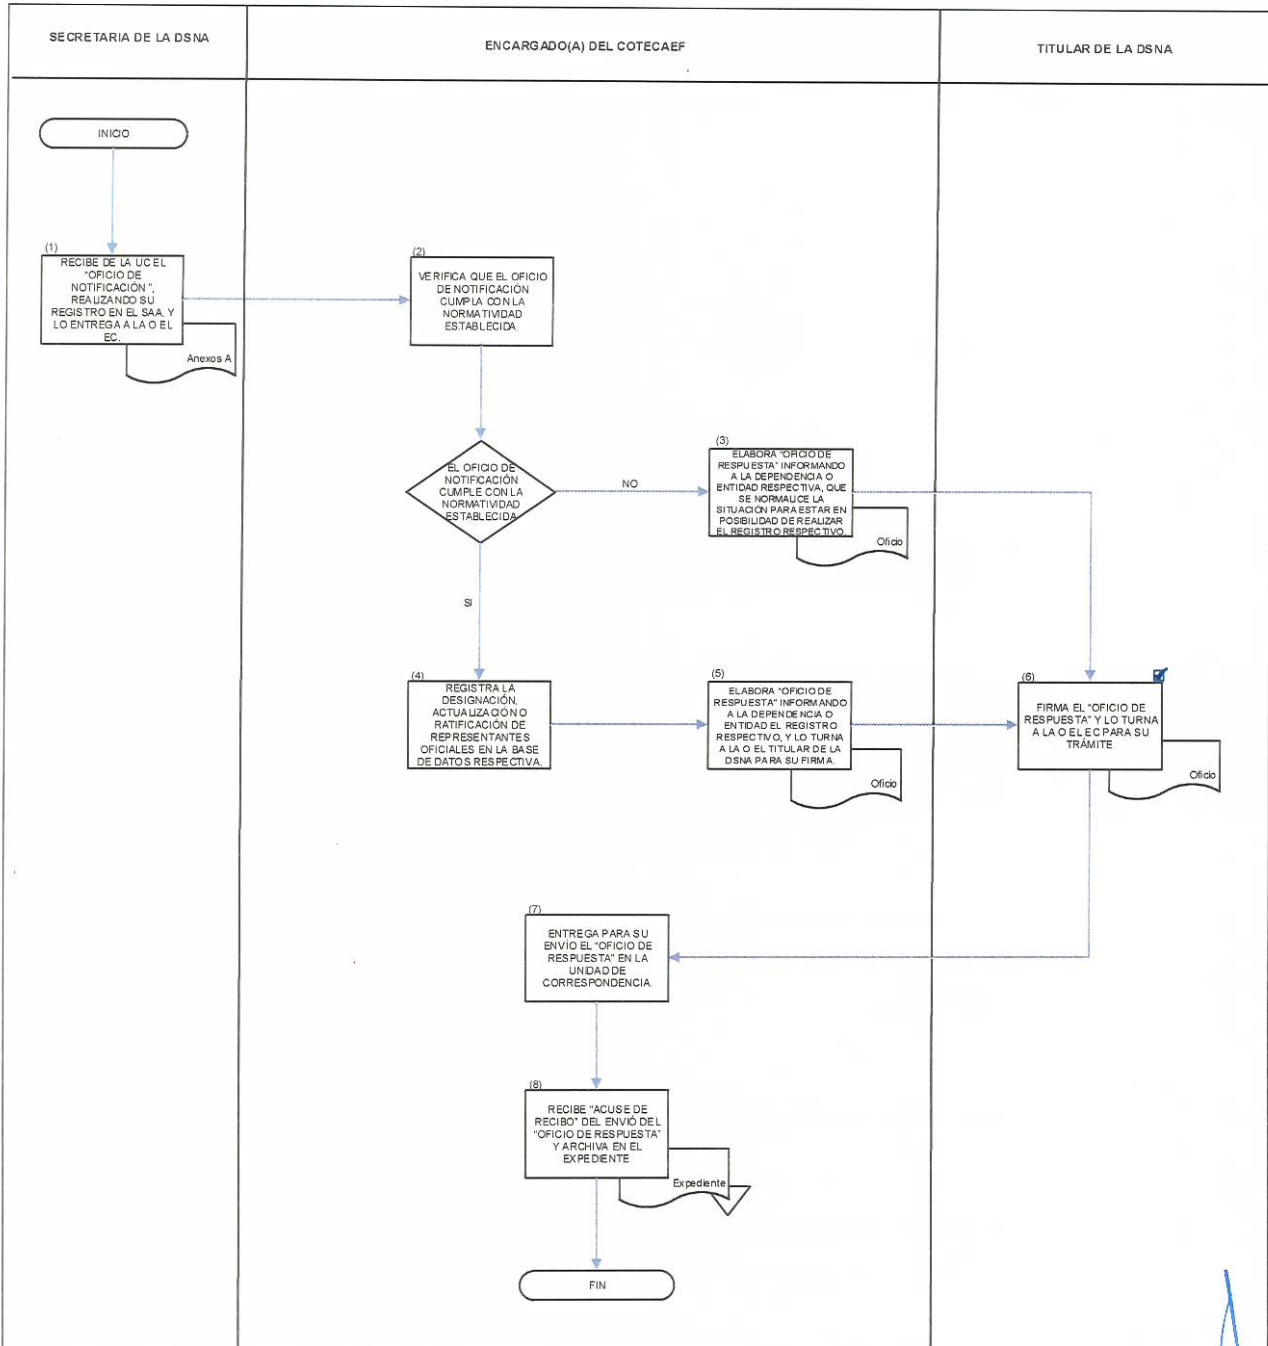 SECRETARIA DE LA DSNA
ENCARGADO(A) DEL COTECAEF
TITULAR DE LA DSNA
INICIO
(1)
RECIBE DE LA UC EL
"OFICIO DE
NOTIFICACIÓN",
REALIZANDO SU
REGISTRO EN EL SAA, Y
LO ENTREGA A LA O EL
EC.
Anexos A
(2)
VERIFICA QUE EL OFICIO
DE NOTIFICACIÓN
CUMPLA CON LA
NORMATIVIDAD
ESTABLECIDA.
EL OFICIO DE
NOTIFICACIÓN
CUMPLE CON LA
NORMATIVIDAD
ESTABLECIDA.
NO
(3)
ELABORA "OFICIO DE
RESPUESTA" INFORMANDO
A LA DEPENDENCIA O
ENTIDAD RESPECTIVA, QUE
SE NORMALICE LA
SITUACIÓN PARA ESTAR EN
POSIBILIDAD DE REALIZAR
EL REGISTRO RESPECTIVO.
Oficio
SI
(4)
REGISTRA LA
DESIGNACIÓN,
ACTUALIZACIÓN O
RATIFICACIÓN DE
REPRESENTANTES
OFICIALES EN LA BASE
DE DATOS RESPECTIVA.
(5)
ELABORA "OFICIO DE
RESPUESTA" INFORMANDO
A LA DEPENDENCIA O
ENTIDAD EL REGISTRO
RESPECTIVO, Y LO TURNA
A LA O EL TITULAR DE LA
DSNA PARA SU FIRMA.
Oficio
(6)
FIRMA EL "OFICIO DE
RESPUESTA" Y LO TURNA
A LA O EL EC PARA SU
TRÁMITE.
Oficio
(7)
ENTREGA PARA SU
ENVÍO EL "OFICIO DE
RESPUESTA" EN LA
UNIDAD DE
CORRESPONDENCIA.
(8)
RECIBE "ACUSE DE
RECIBO" DEL ENVIÓ DEL
"OFICIO DE RESPUESTA"
Y ARCHIVA EN EL
EXPEDIENTE
Expediente
FIN